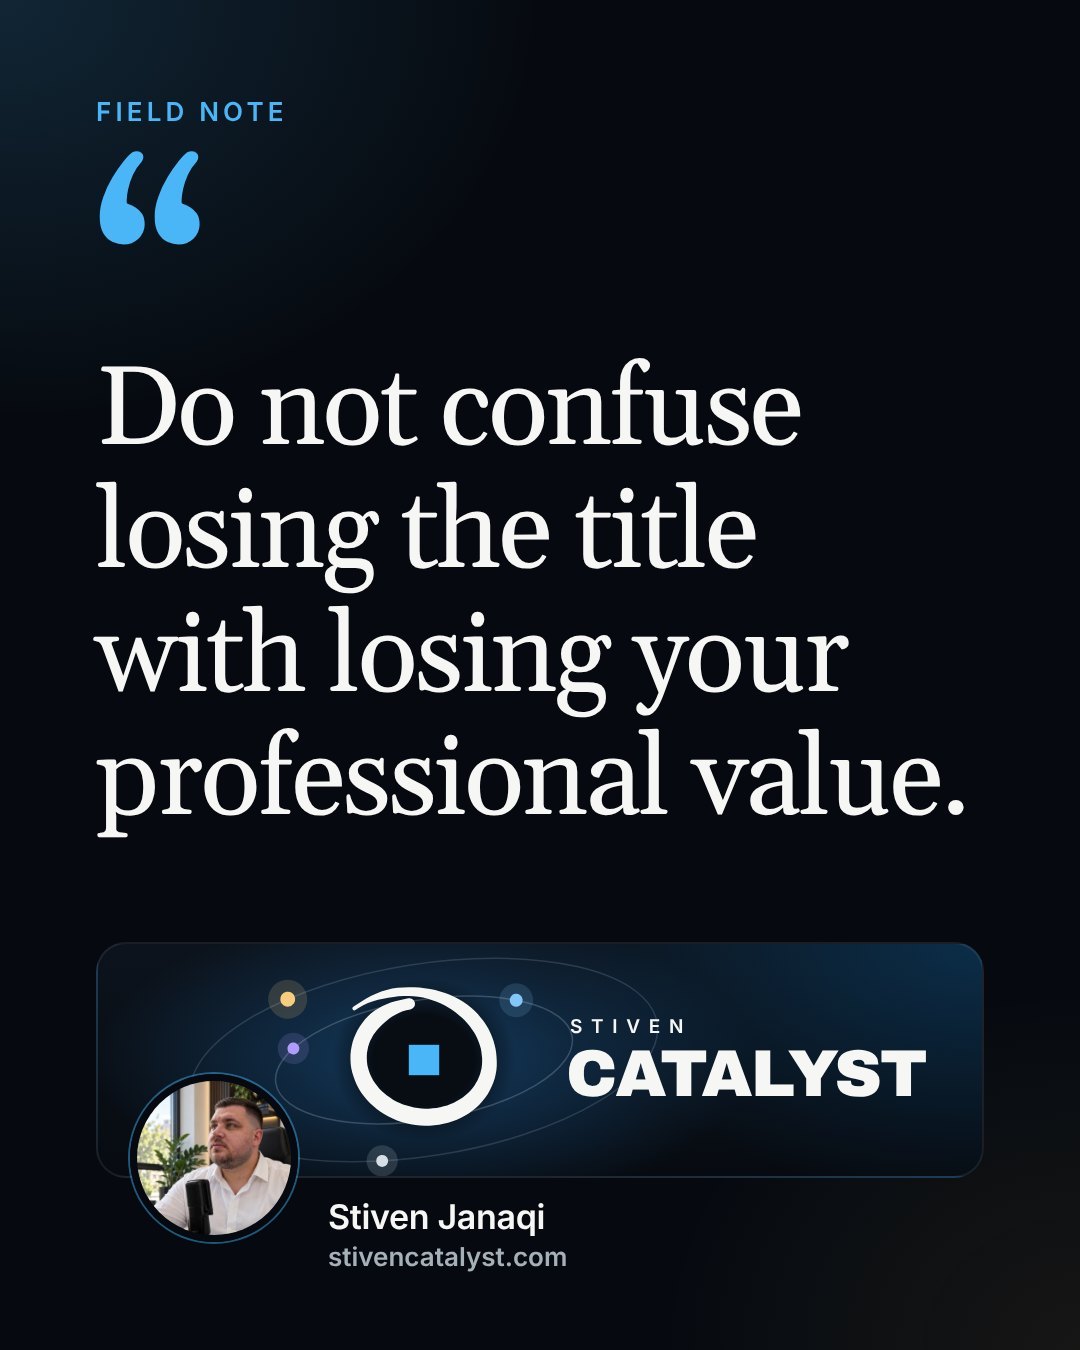 FIELD NOTE
“
Do not confuse
losing the title
with losing your
professional value.
STIVEN
CATALYST
Stiven Janaqi
stivencatalyst.com